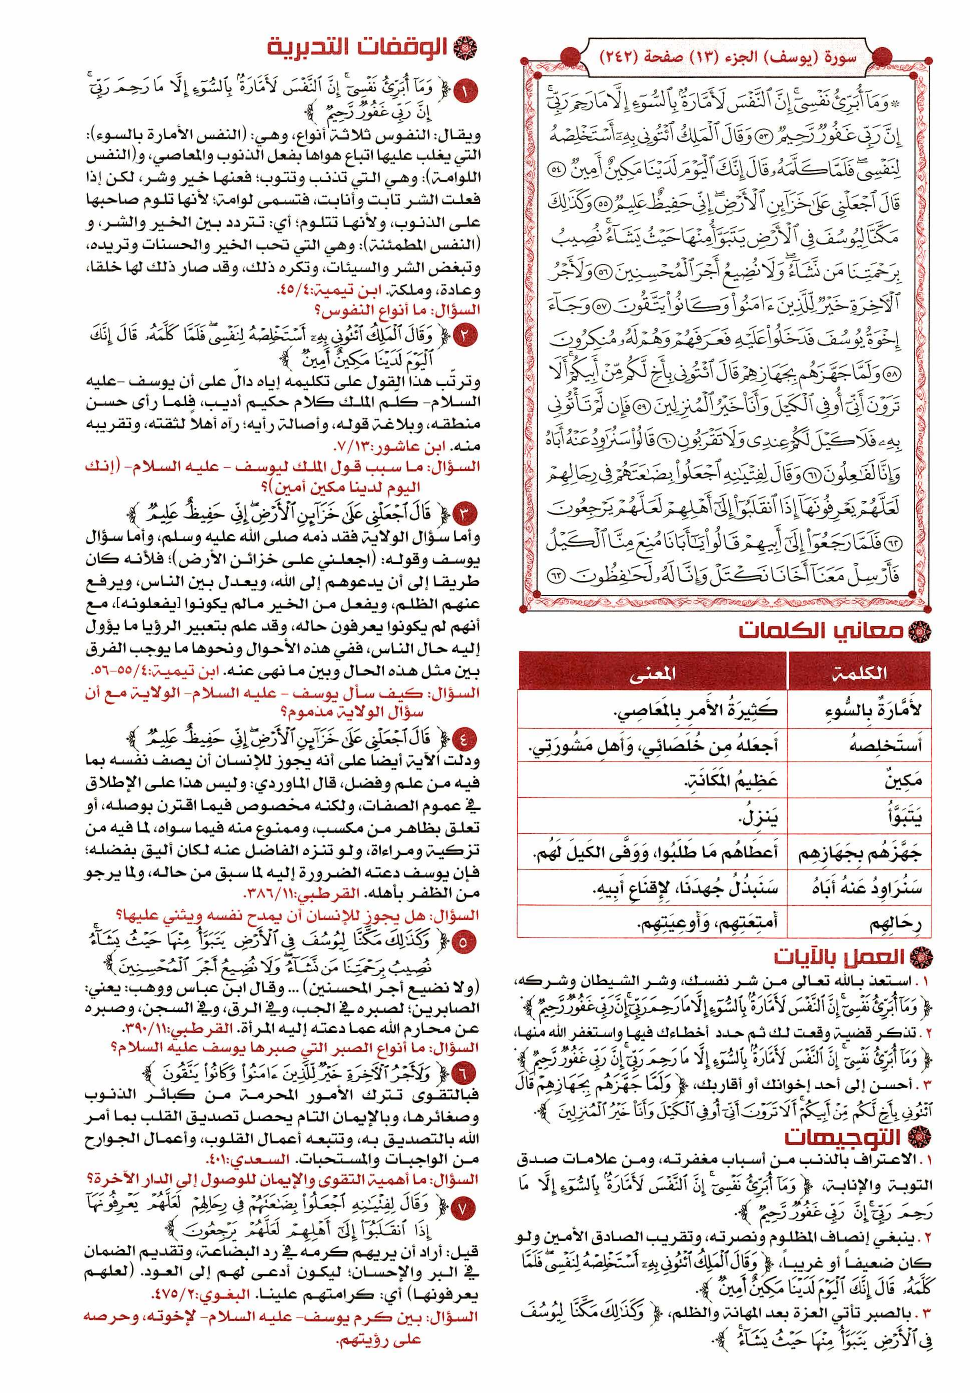 سورة (يوسف) الجزء (١٣) صفحة (٢٤٢)
* وَمَآ أُبَرِّئُ نَفْسِىٓ ۚ إِنَّ ٱلنَّفْسَ لَأَمَّارَةٌۢ بِٱلسُّوٓءِ إِلَّا مَا رَحِمَ رَبِّىٓ ۚ
إِنَّ رَبِّى غَفُورٌ رَّحِيمٌ ٥٣ وَقَالَ ٱلْمَلِكُ ٱئْتُونِى بِهِۦٓ أَسْتَخْلِصْهُ
لِنَفْسِى ۖ فَلَمَّا كَلَّمَهُۥ قَالَ إِنَّكَ ٱلْيَوْمَ لَدَيْنَا مَكِينٌ أَمِينٌ ٥٤
قَالَ ٱجْعَلْنِى عَلَىٰ خَزَآئِنِ ٱلْأَرْضِ ۖ إِنِّى حَفِيظٌ عَلِيمٌ ٥٥ وَكَذَٰلِكَ
مَكَّنَّا لِيُوسُفَ فِى ٱلْأَرْضِ يَتَبَوَّأُ مِنْهَا حَيْثُ يَشَآءُ ۚ نُصِيبُ
بِرَحْمَتِنَا مَن نَّشَآءُ ۖ وَلَا نُضِيعُ أَجْرَ ٱلْمُحْسِنِينَ ٥٦ وَلَأَجْرُ
ٱلْءَاخِرَةِ خَيْرٌ لِّلَّذِينَ ءَامَنُوا۟ وَكَانُوا۟ يَتَّقُونَ ٥٧ وَجَآءَ
إِخْوَةُ يُوسُفَ فَدَخَلُوا۟ عَلَيْهِ فَعَرَفَهُمْ وَهُمْ لَهُۥ مُنكِرُونَ
٥٨ وَلَمَّا جَهَّزَهُم بِجَهَازِهِمْ قَالَ ٱئْتُونِى بِأَخٍ لَّكُم مِّنْ أَبِيكُمْ ۚ أَلَا
تَرَوْنَ أَنِّىٓ أُوفِى ٱلْكَيْلَ وَأَنَا۠ خَيْرُ ٱلْمُنزِلِينَ ٥٩ فَإِن لَّمْ تَأْتُونِى
بِهِۦ فَلَا كَيْلَ لَكُمْ عِندِى وَلَا تَقْرَبُونِ ٦٠ قَالُوا۟ سَنُرَٰوِدُ عَنْهُ أَبَاهُ
وَإِنَّا لَفَٰعِلُونَ ٦١ وَقَالَ لِفِتْيَٰنِهِ ٱجْعَلُوا۟ بِضَٰعَتَهُمْ فِى رِحَالِهِمْ
لَعَلَّهُمْ يَعْرِفُونَهَآ إِذَا ٱنقَلَبُوٓا۟ إِلَىٰٓ أَهْلِهِمْ لَعَلَّهُمْ يَرْجِعُونَ
٦٢ فَلَمَّا رَجَعُوٓا۟ إِلَىٰٓ أَبِيهِمْ قَالُوا۟ يَٰٓأَبَانَا مُنِعَ مِنَّا ٱلْكَيْلُ
فَأَرْسِلْ مَعَنَآ أَخَانَا نَكْتَلْ وَإِنَّا لَهُۥ لَحَٰفِظُونَ ٦٣
معاني الكلمات
الكلمة المعنى
لَأَمَّارَةٌ بِالسُّوءِ كَثِيرَةُ الأَمرِ بِالمَعَاصِي.
أَستَخلِصهُ أَجعَلهُ مِن خُلَصَائِي، وَأَهلِ مَشُورَتِي.
مَكِينٌ عَظِيمُ المَكَانَةِ.
يَتَبَوَّأُ يَنزِلُ.
جَهَّزَهُم بِجَهَازِهِم أَعطَاهُم مَا طَلَبُوا، وَوَفَّى الكَيلَ لَهُم.
سَنُرَاوِدُ عَنهُ أَبَاهُ سَنَبذُلُ جُهدَنَا، لِإِقنَاعِ أَبِيهِ.
رِحَالِهِم أَمتِعَتِهِم، وَأَوعِيَتِهِم.
العمل بالآيات
١. استعذ بالله تعالى من شر نفسك، وشر الشيطان وشركه،
﴿ وَمَآ أُبَرِّئُ نَفْسِىٓ ۚ إِنَّ ٱلنَّفْسَ لَأَمَّارَةٌۢ بِٱلسُّوٓءِ إِلَّا مَا رَحِمَ رَبِّىٓ ۚ إِنَّ رَبِّى غَفُورٌ رَّحِيمٌ ﴾.
٢. تذكر قضية وقعت لك ثم حدد أخطاءك فيها واستغفر الله منها،
﴿ وَمَآ أُبَرِّئُ نَفْسِىٓ ۚ إِنَّ ٱلنَّفْسَ لَأَمَّارَةٌۢ بِٱلسُّوٓءِ إِلَّا مَا رَحِمَ رَبِّىٓ ۚ إِنَّ رَبِّى غَفُورٌ رَّحِيمٌ ﴾.
٣. أحسن إلى أحد إخوانك أو أقاربك، ﴿ وَلَمَّا جَهَّزَهُم بِجَهَازِهِمْ قَالَ
ٱئْتُونِى بِأَخٍ لَّكُم مِّنْ أَبِيكُمْ ۚ أَلَا تَرَوْنَ أَنِّىٓ أُوفِى ٱلْكَيْلَ وَأَنَا۠ خَيْرُ ٱلْمُنزِلِينَ ﴾.
التوجيهات
١. الاعتراف بالذنب من أسباب مغفرته، ومن علامات صدق
التوبة والإنابة، ﴿ وَمَآ أُبَرِّئُ نَفْسِىٓ ۚ إِنَّ ٱلنَّفْسَ لَأَمَّارَةٌۢ بِٱلسُّوٓءِ إِلَّا مَا
رَحِمَ رَبِّىٓ ۚ إِنَّ رَبِّى غَفُورٌ رَّحِيمٌ ﴾.
٢. ينبغي إنصاف المظلوم ونصرته، وتقريب الصادق الأمين ولو
كان ضعيفاً أو غريباً، ﴿ وَقَالَ ٱلْمَلِكُ ٱئْتُونِى بِهِۦٓ أَسْتَخْلِصْهُ لِنَفْسِى ۖ فَلَمَّا
كَلَّمَهُۥ قَالَ إِنَّكَ ٱلْيَوْمَ لَدَيْنَا مَكِينٌ أَمِينٌ ﴾.
٣. بالصبر تأتي العزة بعد المهانة والظلم، ﴿ وَكَذَٰلِكَ مَكَّنَّا لِيُوسُفَ
فِى ٱلْأَرْضِ يَتَبَوَّأُ مِنْهَا حَيْثُ يَشَآءُ ۚ ﴾.
الوقفات التدبرية
١ ﴿ وَمَآ أُبَرِّئُ نَفْسِىٓ ۚ إِنَّ ٱلنَّفْسَ لَأَمَّارَةٌۢ بِٱلسُّوٓءِ إِلَّا مَا رَحِمَ رَبِّىٓ ۚ
إِنَّ رَبِّى غَفُورٌ رَّحِيمٌ ﴾
ويقال: النفوس ثلاثة أنواع، وهي: (النفس الأمارة بالسوء):
التي يغلب عليها اتباع هواها بفعل الذنوب والمعاصي، و(النفس
اللوامة): وهي التي تذنب وتتوب؛ فعنها خير وشر، لكن إذا
فعلت الشر تابت وأنابت، فتسمى لوامة؛ لأنها تلوم صاحبها
على الذنوب، ولأنها تتلوم؛ أي: تتردد بين الخير والشر، و
(النفس المطمئنة): وهي التي تحب الخير والحسنات وتريده،
وتبغض الشر والسيئات، وتكره ذلك، وقد صار ذلك لها خلقا،
وعادة، وملكة. ابن تيمية:٤٥/٤.
السؤال: ما أنواع النفوس؟
٢ ﴿ وَقَالَ ٱلْمَلِكُ ٱئْتُونِى بِهِۦٓ أَسْتَخْلِصْهُ لِنَفْسِى ۖ فَلَمَّا كَلَّمَهُۥ قَالَ إِنَّكَ
ٱلْيَوْمَ لَدَيْنَا مَكِينٌ أَمِينٌ ﴾
وترتّب هذا القول على تكليمه إياه دالّ على أن يوسف -عليه
السلام- كلم الملك كلام حكيم أديب، فلما رأى حسن
منطقه، وبلاغة قوله، وأصالة رأيه؛ رآه أهلاً لثقته، وتقريبه
منه. ابن عاشور:٧/١٣.
السؤال: ما سبب قول الملك ليوسف - عليه السلام- (إنك
اليوم لدينا مكين أمين)؟
٣ ﴿ قَالَ ٱجْعَلْنِى عَلَىٰ خَزَآئِنِ ٱلْأَرْضِ ۖ إِنِّى حَفِيظٌ عَلِيمٌ ﴾
وأما سؤال الولاية فقد ذمه صلى الله عليه وسلم، وأما سؤال
يوسف وقوله: (اجعلني على خزائن الأرض)؛ فلأنه كان
طريقا إلى أن يدعوهم إلى الله، ويعدل بين الناس، ويرفع
عنهم الظلم، ويفعل من الخير مالم يكونوا [يفعلونه]، مع
أنهم لم يكونوا يعرفون حاله، وقد علم بتعبير الرؤيا ما يؤول
إليه حال الناس، ففي هذه الأحوال ونحوها ما يوجب الفرق
بين مثل هذه الحال وبين ما نهى عنه. ابن تيمية:٥٥/٤-٥٦.
السؤال: كيف سأل يوسف - عليه السلام- الولاية مع أن
سؤال الولاية مذموم؟
٤ ﴿ قَالَ ٱجْعَلْنِى عَلَىٰ خَزَآئِنِ ٱلْأَرْضِ ۖ إِنِّى حَفِيظٌ عَلِيمٌ ﴾
ودلت الآية أيضا على أنه يجوز للإنسان أن يصف نفسه بما
فيه من علم وفضل، قال الماوردي: وليس هذا على الإطلاق
في عموم الصفات، ولكنه مخصوص فيما اقترن بوصله، أو
تعلق بظاهر من مكسب، وممنوع منه فيما سواه، لما فيه من
تزكية ومراءاة، ولو تنزه الفاضل عنه لكان أليق بفضله؛
فإن يوسف دعته الضرورة إليه لما سبق من حاله، ولما يرجو
من الظفر بأهله. القرطبي:٣٨٦/١١.
السؤال: هل يجوز للإنسان أن يمدح نفسه ويثني عليها؟
٥ ﴿ وَكَذَٰلِكَ مَكَّنَّا لِيُوسُفَ فِى ٱلْأَرْضِ يَتَبَوَّأُ مِنْهَا حَيْثُ يَشَآءُ ۚ
نُصِيبُ بِرَحْمَتِنَا مَن نَّشَآءُ ۖ وَلَا نُضِيعُ أَجْرَ ٱلْمُحْسِنِينَ ﴾
(ولا نضيع أجر المحسنين) ... وقال ابن عباس ووهب: يعني:
الصابرين؛ لصبره في الجب، وفي الرق، وفي السجن، وصبره
عن محارم الله عما دعته إليه المرأة. القرطبي:٣٩٠/١١.
السؤال: ما أنواع الصبر التي صبرها يوسف عليه السلام؟
٦ ﴿ وَلَأَجْرُ ٱلْءَاخِرَةِ خَيْرٌ لِّلَّذِينَ ءَامَنُوا۟ وَكَانُوا۟ يَتَّقُونَ ﴾
فبالتقوى تترك الأمور المحرمة من كبائر الذنوب
وصغائرها، وبالإيمان التام يحصل تصديق القلب بما أمر
الله بالتصديق به، وتتبعه أعمال القلوب، وأعمال الجوارح
من الواجبات والمستحبات. السعدي:٤٠١.
السؤال: ما أهمية التقوى والإيمان للوصول إلى الدار الآخرة؟
٧ ﴿ وَقَالَ لِفِتْيَٰنِهِ ٱجْعَلُوا۟ بِضَٰعَتَهُمْ فِى رِحَالِهِمْ لَعَلَّهُمْ يَعْرِفُونَهَآ
إِذَا ٱنقَلَبُوٓا۟ إِلَىٰٓ أَهْلِهِمْ لَعَلَّهُمْ يَرْجِعُونَ ﴾
قيل: أراد أن يريهم كرمه في رد البضاعة، وتقديم الضمان
في البر والإحسان؛ ليكون أدعى لهم إلى العود. (لعلهم
يعرفونها) أي: كرامتهم علينا. البغوي:٤٧٥/٢.
السؤال: بين كرم يوسف- عليه السلام- لإخوته، وحرصه
على رؤيتهم.